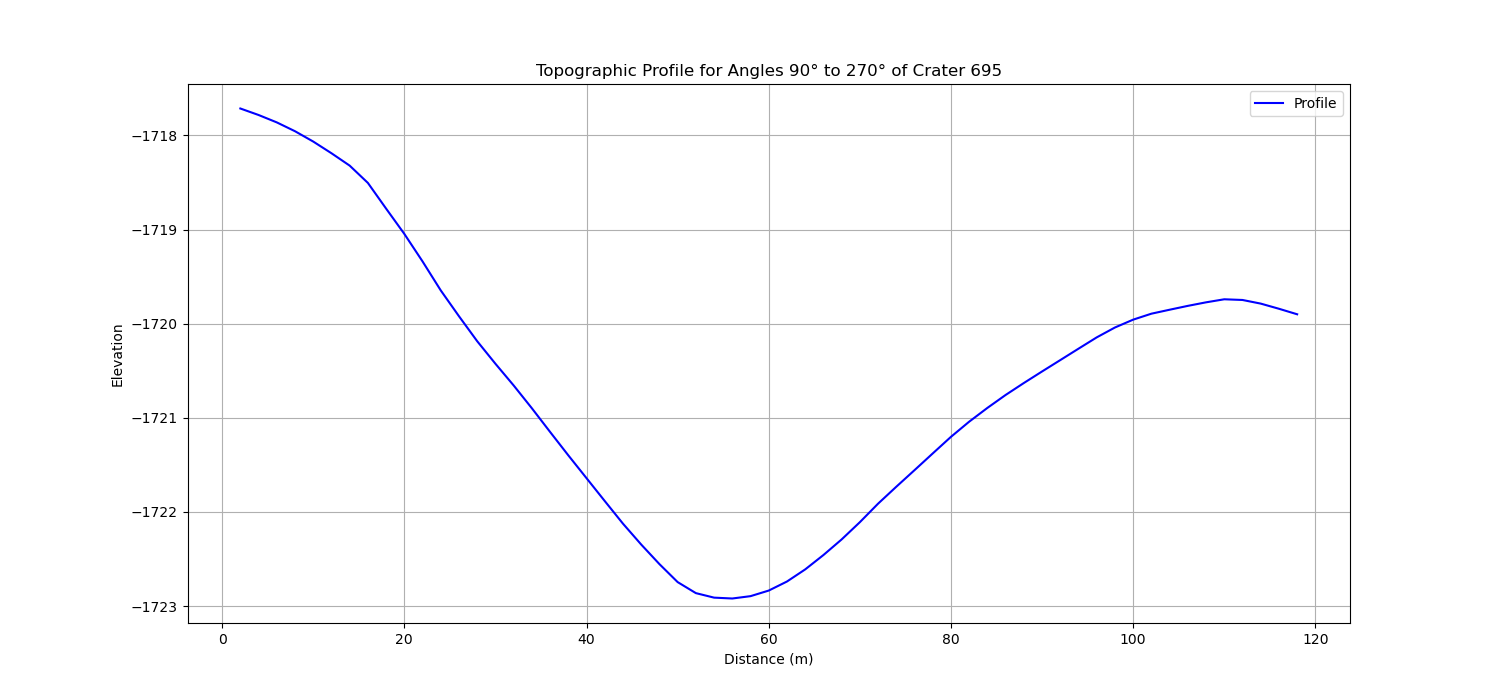 Topographic Profile for Angles 90° to 270° of Crater 695
Profile
−1718
−1719
−1720
−1721
−1722
−1723
Elevation
0 20 40 60 80 100 120
Distance (m)